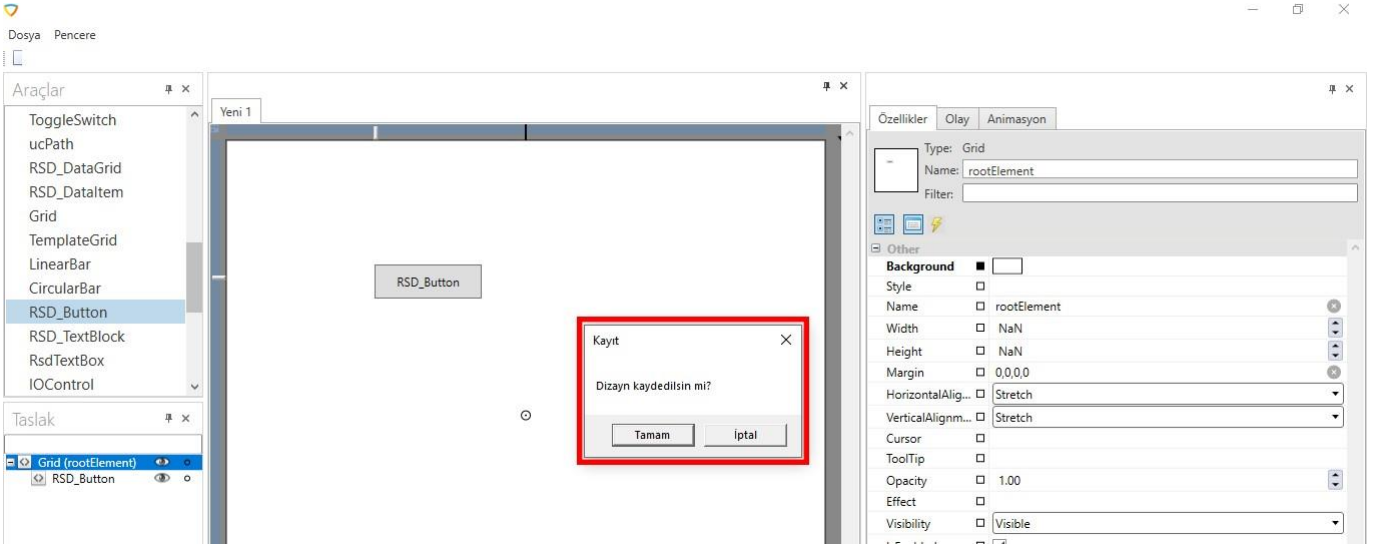 Dosya Pencere
Araçlar
ToggleSwitch
ucPath
RSD_DataGrid
RSD_DataItem
Grid
TemplateGrid
LinearBar
CircularBar
RSD_Button
RSD_TextBlock
RsdTextBox
IOControl
Taslak
Grid (rootElement)
RSD_Button
Yeni 1
RSD_Button
Kayıt
Dizayn kaydedilsin mi?
Tamam İptal
Özellikler Olay Animasyon
Type: Grid
Name: rootElement
Filter:
Other
Background
Style
Name rootElement
Width NaN
Height NaN
Margin 0,0,0,0
HorizontalAlig... Stretch
VerticalAlignm... Stretch
Cursor
ToolTip
Opacity 1.00
Effect
Visibility Visible